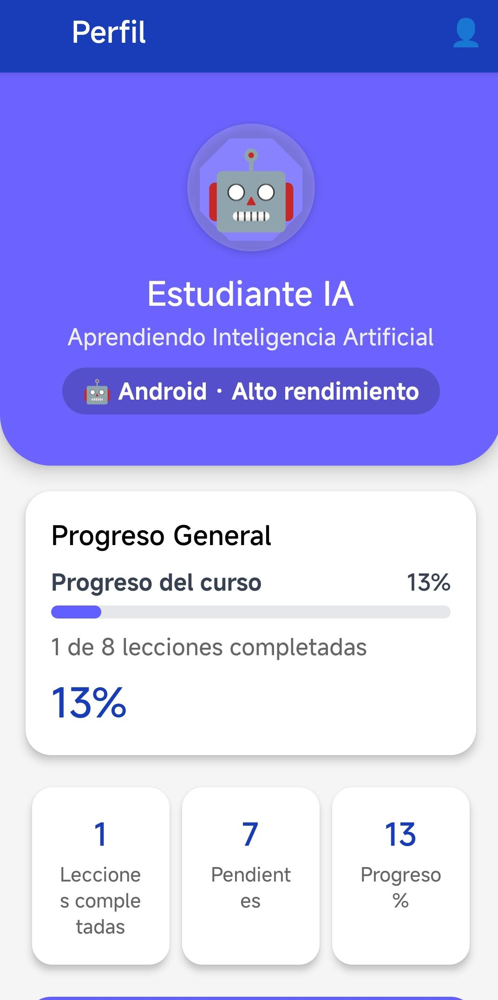 Perfil
Estudiante IA
Aprendiendo Inteligencia Artificial
Android · Alto rendimiento
Progreso General
Progreso del curso 13%
1 de 8 lecciones completadas
13%
1
Leccione
s comple
tadas
7
Pendient
es
13
Progreso
%